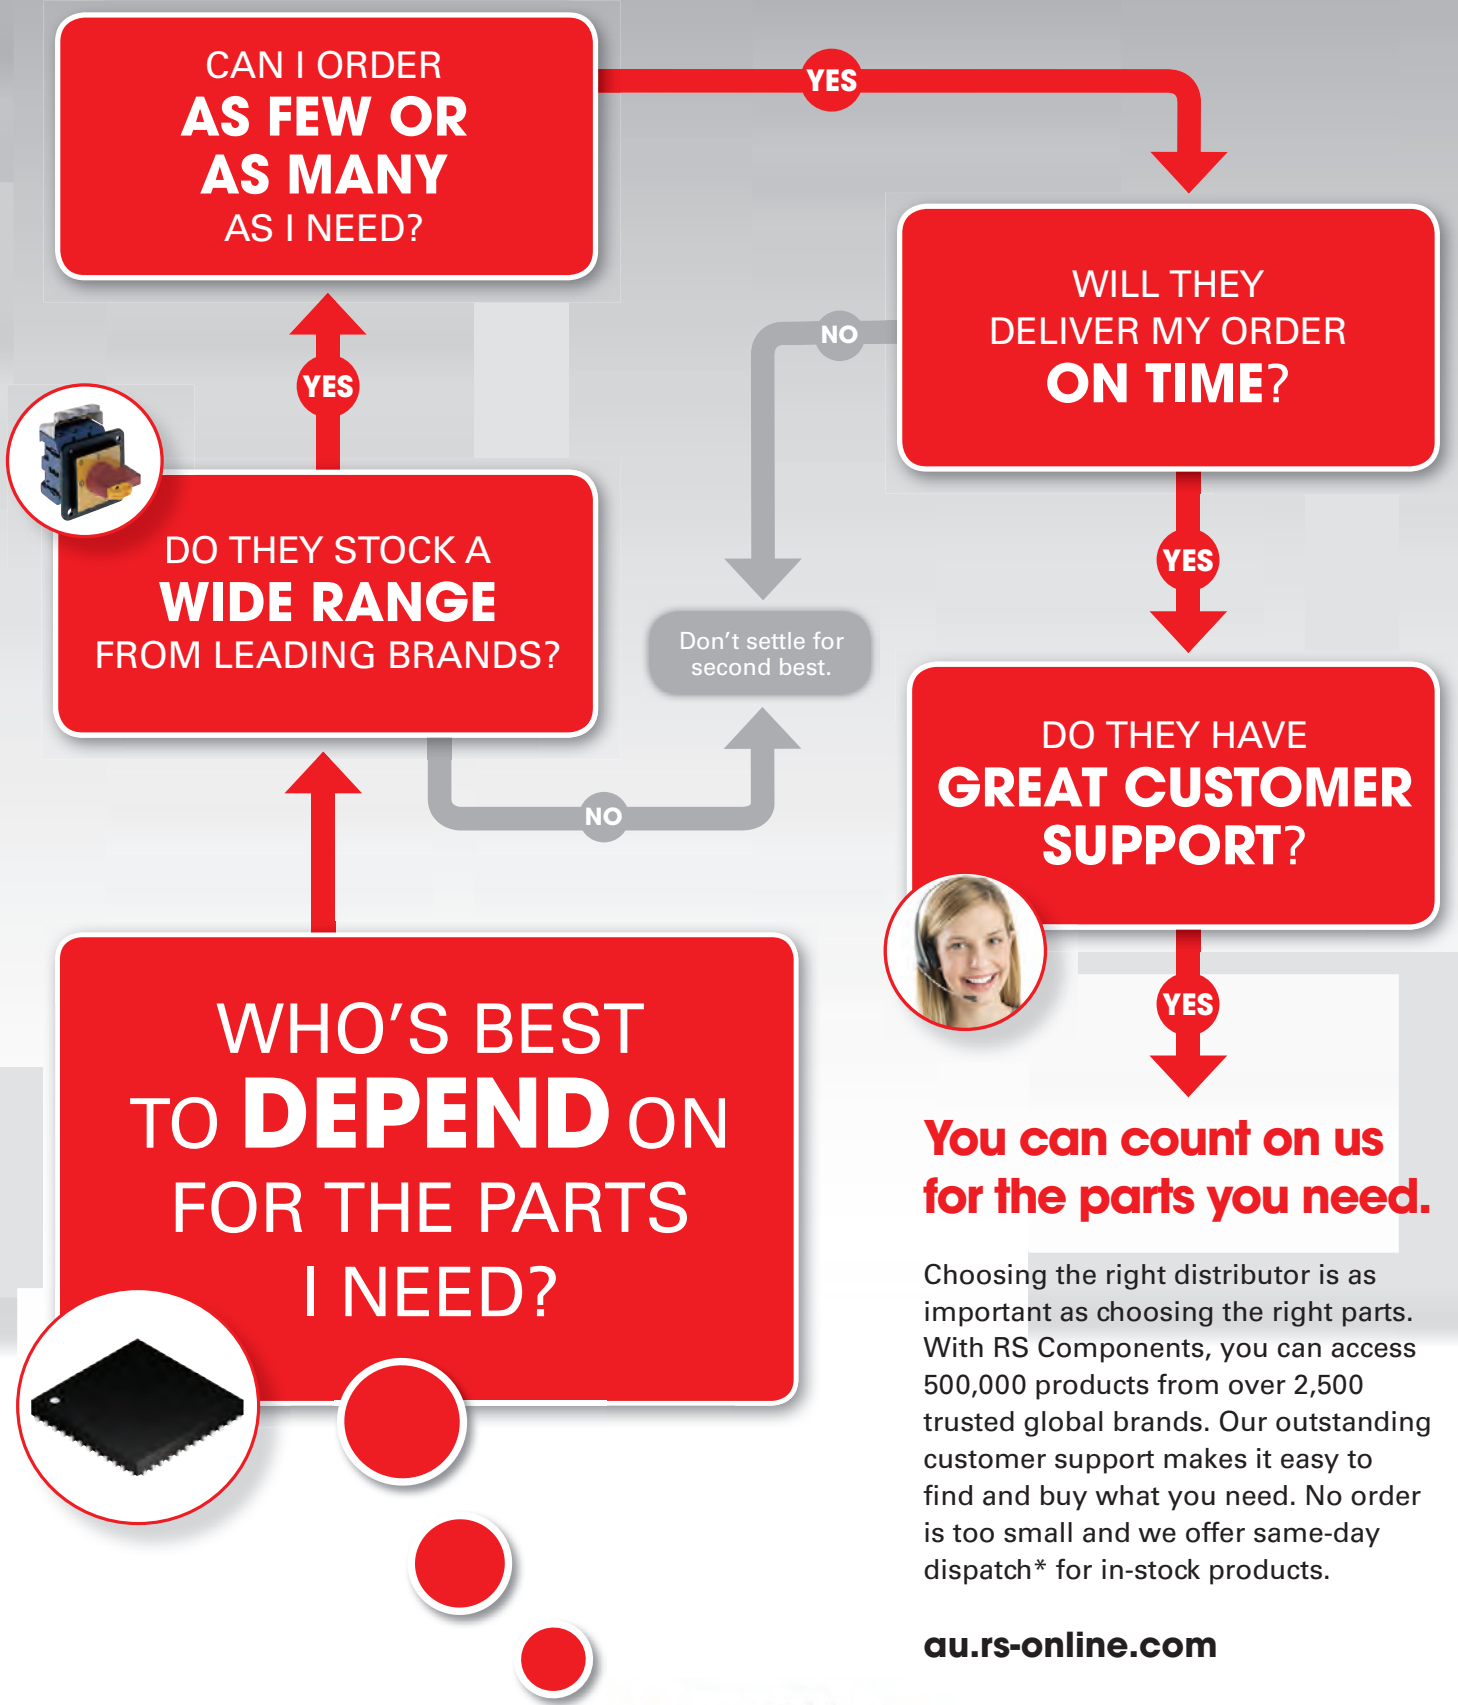 CAN I ORDER
AS FEW OR
AS MANY
AS I NEED?
YES
WILL THEY
DELIVER MY ORDER
ON TIME?
NO
YES
YES
DO THEY STOCK A
WIDE RANGE
FROM LEADING BRANDS?
Don't settle for
second best.
NO
DO THEY HAVE
GREAT CUSTOMER
SUPPORT?
YES
WHO'S BEST
TO DEPEND ON
FOR THE PARTS
I NEED?
You can count on us
for the parts you need.
Choosing the right distributor is as
important as choosing the right parts.
With RS Components, you can access
500,000 products from over 2,500
trusted global brands. Our outstanding
customer support makes it easy to
find and buy what you need. No order
is too small and we offer same-day
dispatch* for in-stock products.
au.rs-online.com